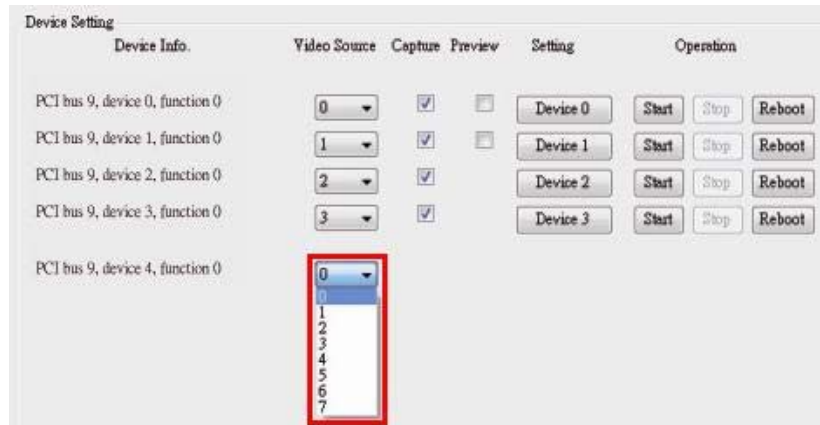 Device Setting
Device Info. Video Source Capture Preview Setting Operation
PCI bus 9, device 0, function 0 0 Device 0 Start Stop Reboot
PCI bus 9, device 1, function 0 1 Device 1 Start Stop Reboot
PCI bus 9, device 2, function 0 2 Device 2 Start Stop Reboot
PCI bus 9, device 3, function 0 3 Device 3 Start Stop Reboot
PCI bus 9, device 4, function 0 0
0
1
2
3
4
5
6
7